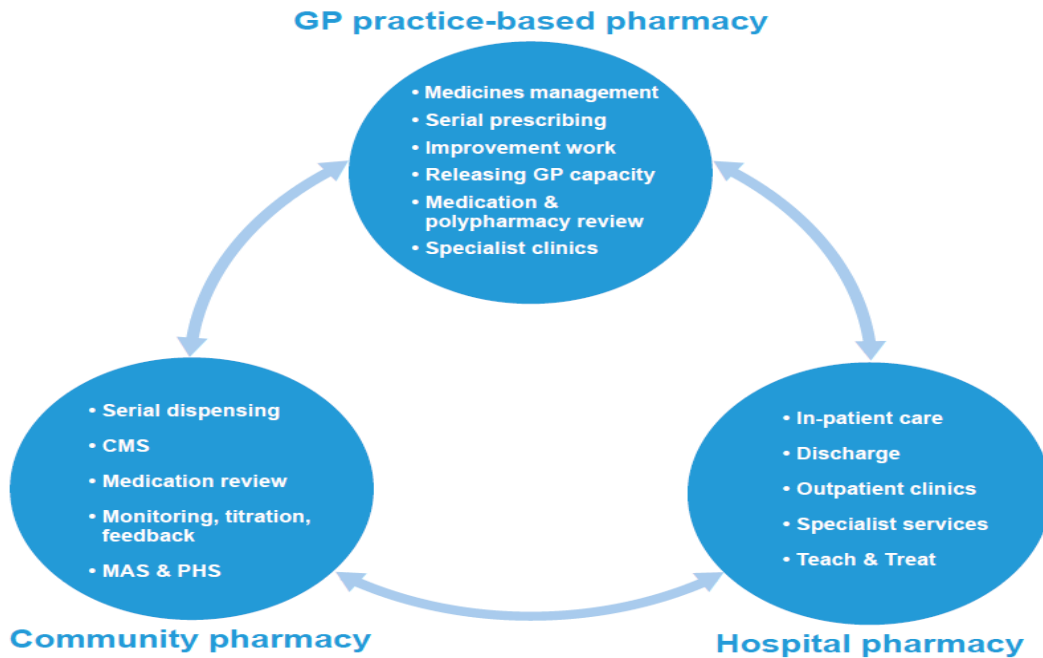 GP practice-based pharmacy
• Medicines management
• Serial prescribing
• Improvement work
• Releasing GP capacity
• Medication &
polypharmacy review
• Specialist clinics
• Serial dispensing
• CMS
• Medication review
• Monitoring, titration,
feedback
• MAS & PHS
Community pharmacy
• In-patient care
• Discharge
• Outpatient clinics
• Specialist services
• Teach & Treat
Hospital pharmacy